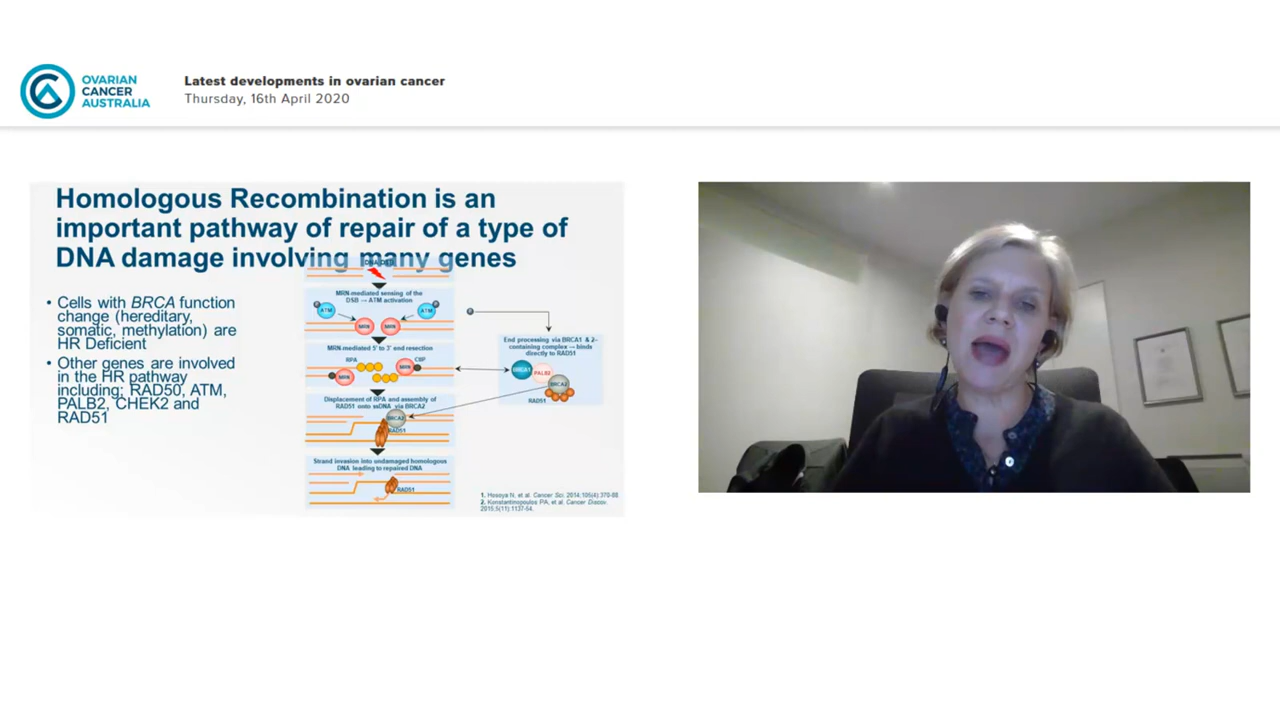 OVARIAN
CANCER
AUSTRALIA
Latest developments in ovarian cancer
Thursday, 16th April 2020
Homologous Recombination is an
important pathway of repair of a type of
DNA damage involving many genes
• Cells with BRCA function
change (hereditary,
somatic, methylation) are
HR Deficient
• Other genes are involved
in the HR pathway
including; RAD50, ATM,
PALB2, CHEK2 and
RAD51
MRN-mediated sensing of the
DSB → ATM activation
P
ATM
ATM
P
MRN
MRN
MRN-mediated 5' to 3' end resection
RPA
CtIP
MRN
MRN
Displacement of RPA and assembly of
RAD51 onto ssDNA via BRCA2
BRCA2
RAD51
Strand invasion into undamaged homologous
DNA leading to repaired DNA
RAD51
End processing via BRCA1 & 2-
containing complex → binds
directly to RAD51
BRCA1
PALB2
BRCA2
RAD51
1. Hosoya N, et al. Cancer Sci. 2014;105(4) 370-88
2. Konstantinopoulos PA, et al. Cancer Discov.
2015;5(11):1137-54.